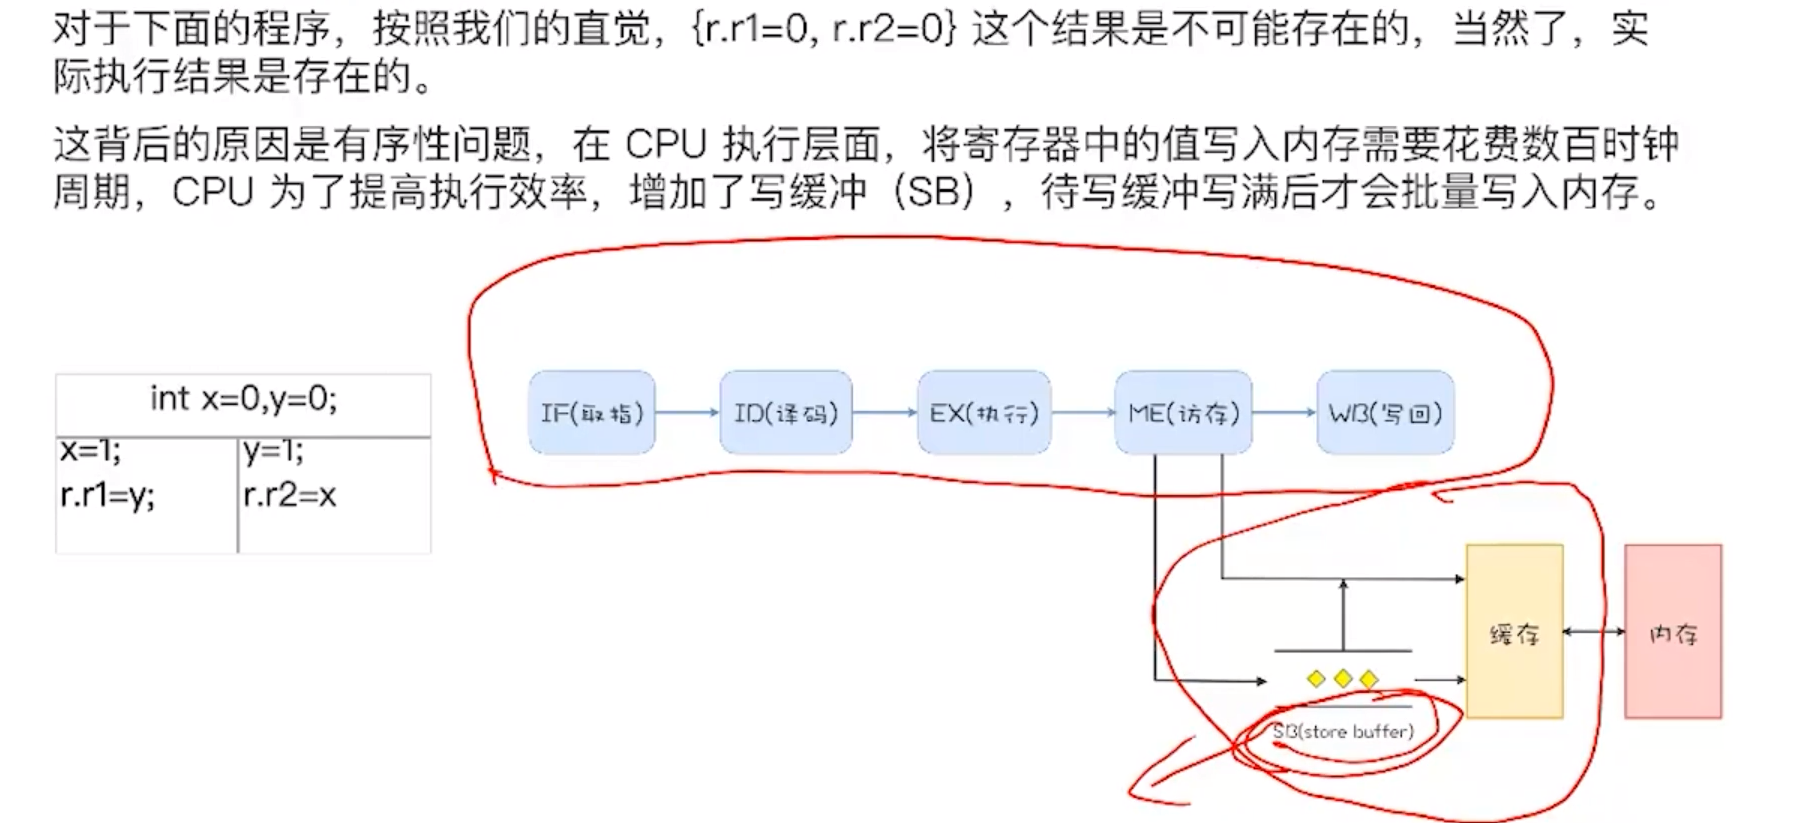 对于下面的程序，按照我们的直觉，{r.r1=0, r.r2=0} 这个结果是不可能存在的，当然了，实
际执行结果是存在的。
这背后的原因是有序性问题，在 CPU 执行层面，将寄存器中的值写入内存需要花费数百时钟
周期，CPU 为了提高执行效率，增加了写缓冲（SB），待写缓冲写满后才会批量写入内存。
int x=0,y=0;
x=1;
r.r1=y;
y=1;
r.r2=x
IF(取指)
ID(译码)
EX(执行)
ME(访存)
WB(写回)
缓存
内存
SB(store buffer)